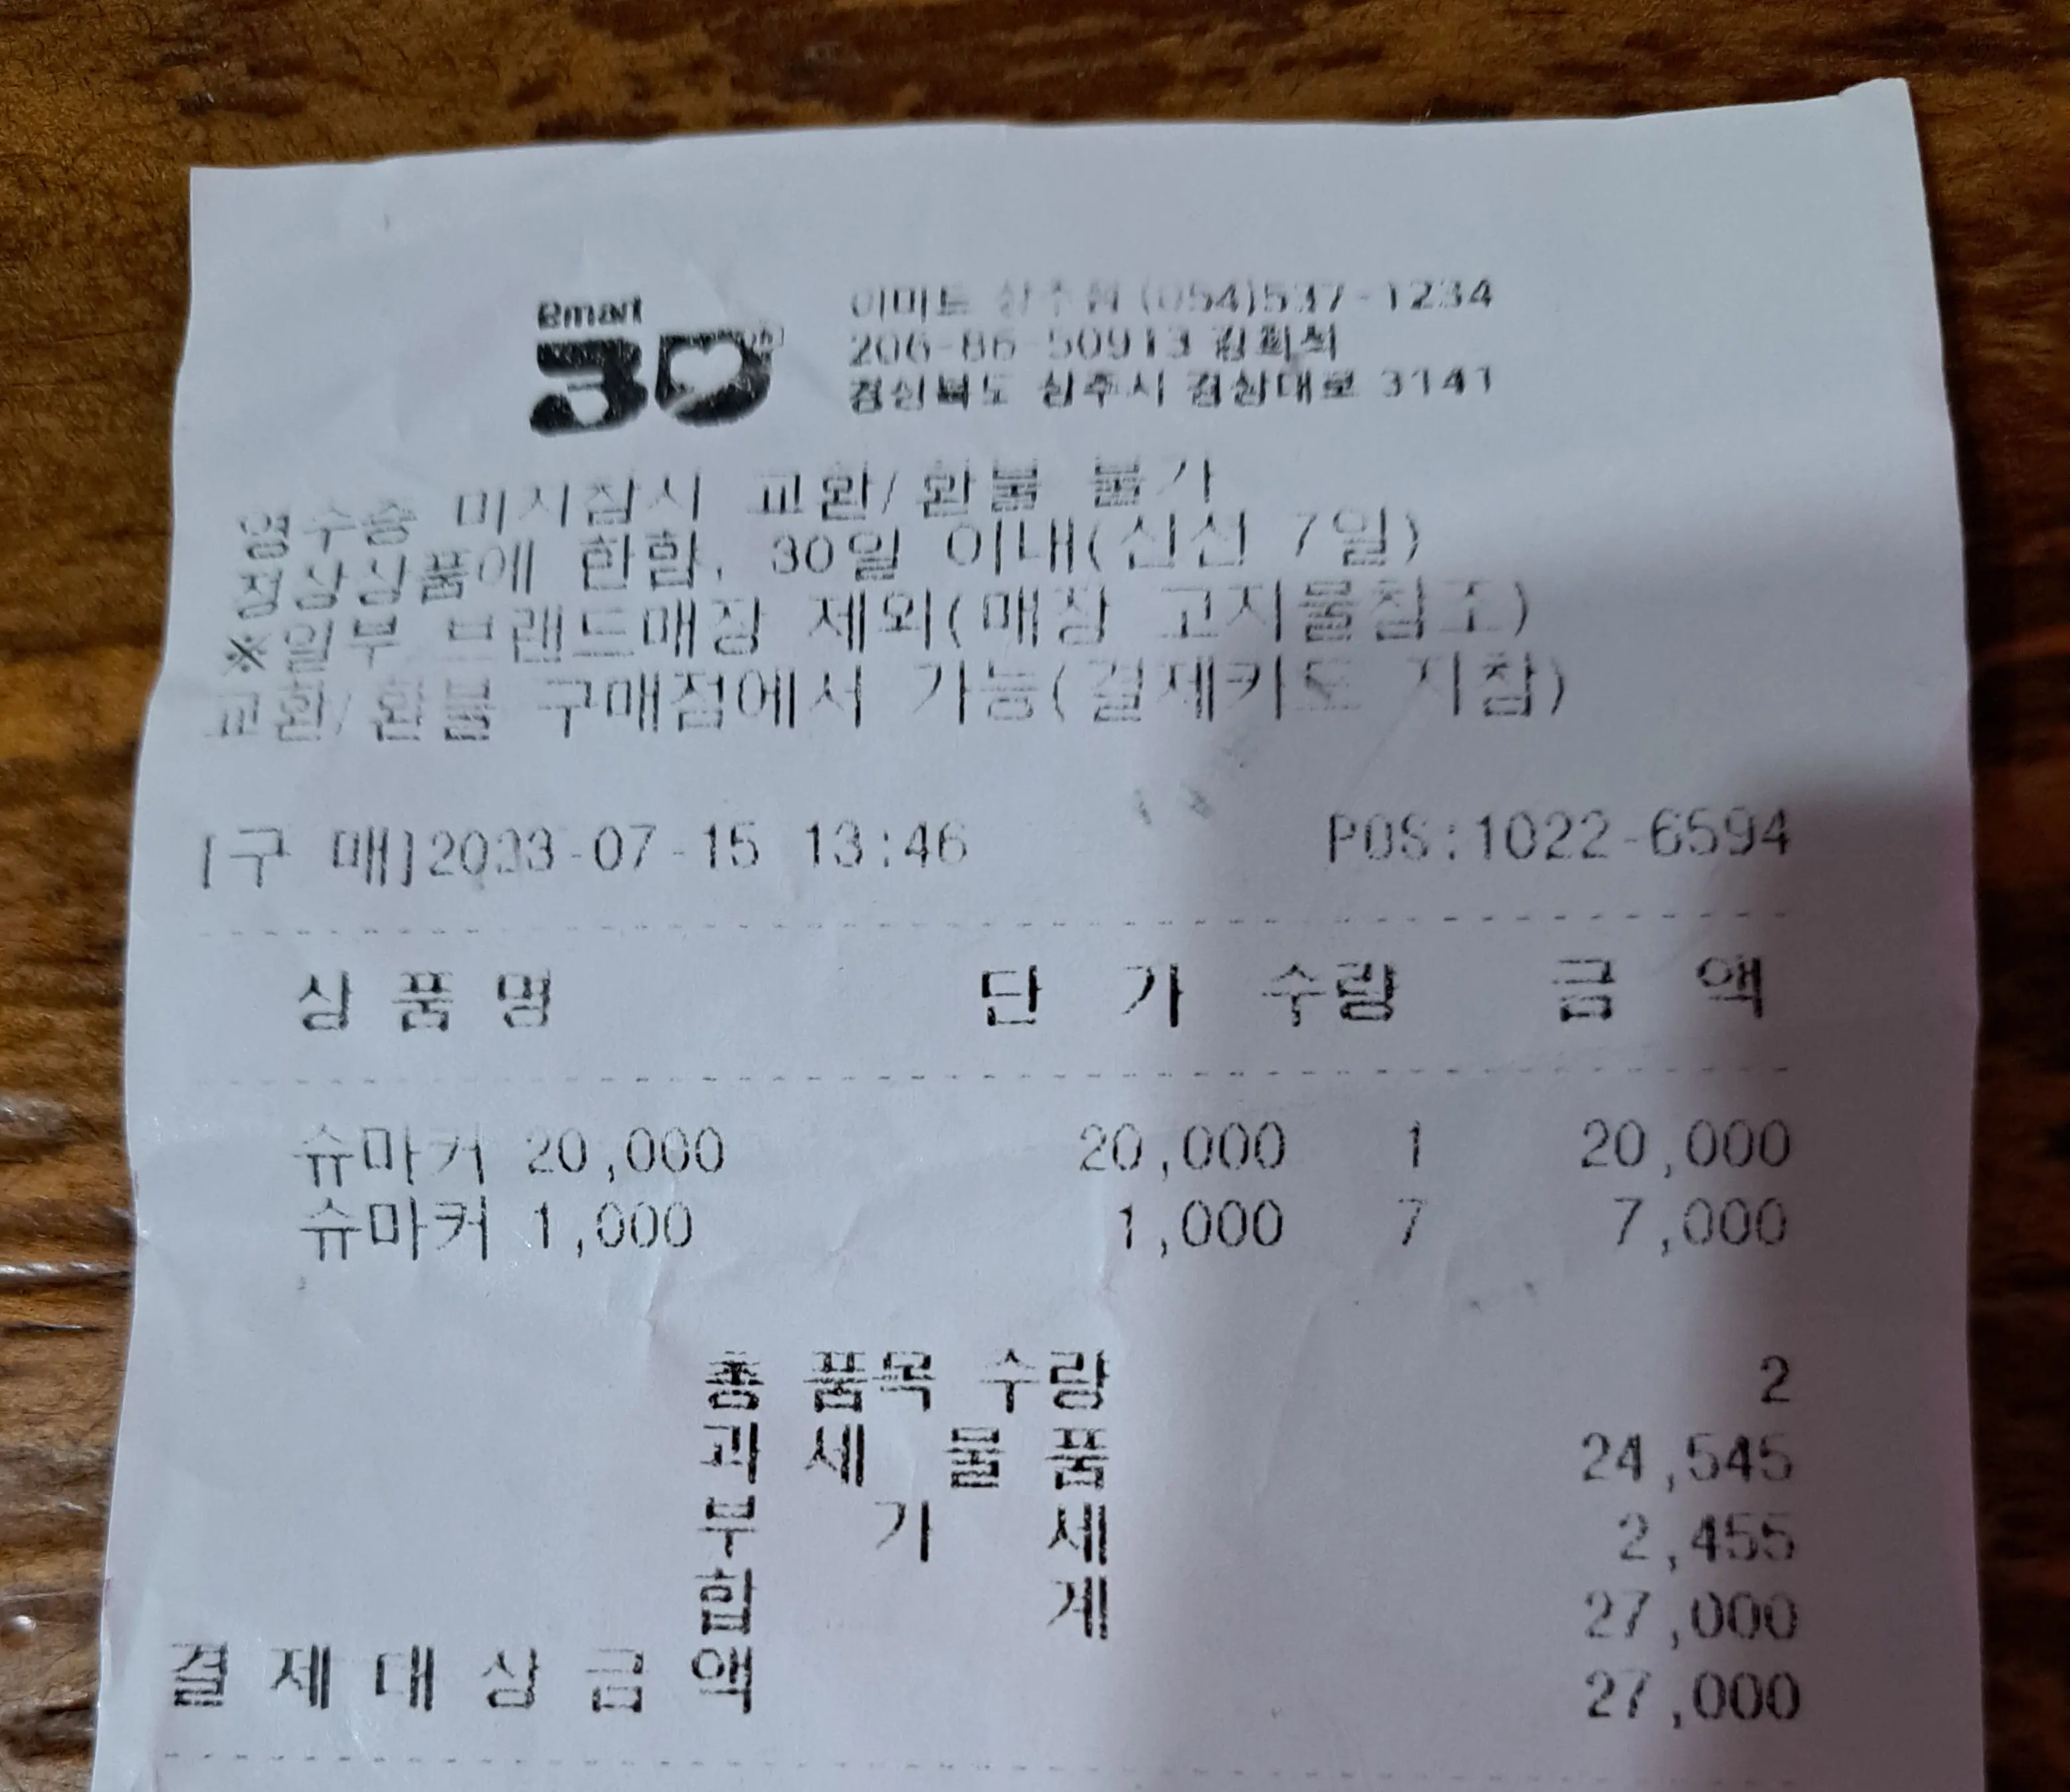 emart
30
이마트 상주점 (054)537-1234
206-86-50913 강희석
경상북도 상주시 경상대로 3141
영수증 미지참시 교환/환불 불가
정상상품에 한함, 30일 이내(신선 7일)
※일부 브랜드매장 제외(매장 고지물참조)
교환/환불 구매점에서 가능(결제카드 지참)
[구 매]2023-07-15 13:46 POS:1022-6594
상 품 명 단 가 수량 금 액
슈마커 20,000 20,000 1 20,000
슈마커 1,000 1,000 7 7,000
총 품목 수량 2
과 세 물 품 24,545
부 가 세 2,455
합 계 27,000
결 제 대 상 금 액 27,000